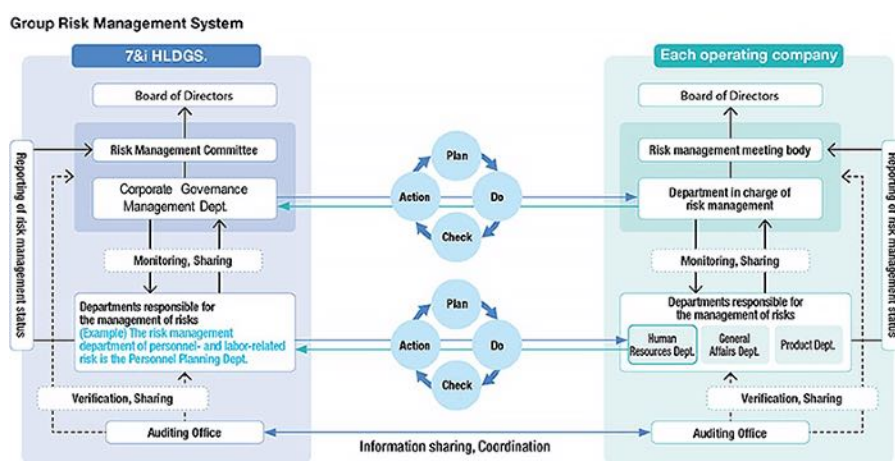 Group Risk Management System
7&i HLDGS.
Board of Directors
Risk Management Committee
Corporate Governance
Management Dept.
Monitoring, Sharing
Departments responsible for
the management of risks
(Example) The risk management
department of personnel- and labor-related
risk is the Personnel Planning Dept.
Verification, Sharing
Auditing Office
Reporting of risk management status
Plan
Do
Check
Action
Plan
Do
Check
Action
Information sharing, Coordination
Each operating company
Board of Directors
Risk management meeting body
Department in charge of
risk management
Monitoring, Sharing
Departments responsible for
the management of risks
Human
Resources Dept.
General
Affairs Dept.
Product Dept.
Verification, Sharing
Auditing Office
Reporting of risk management status